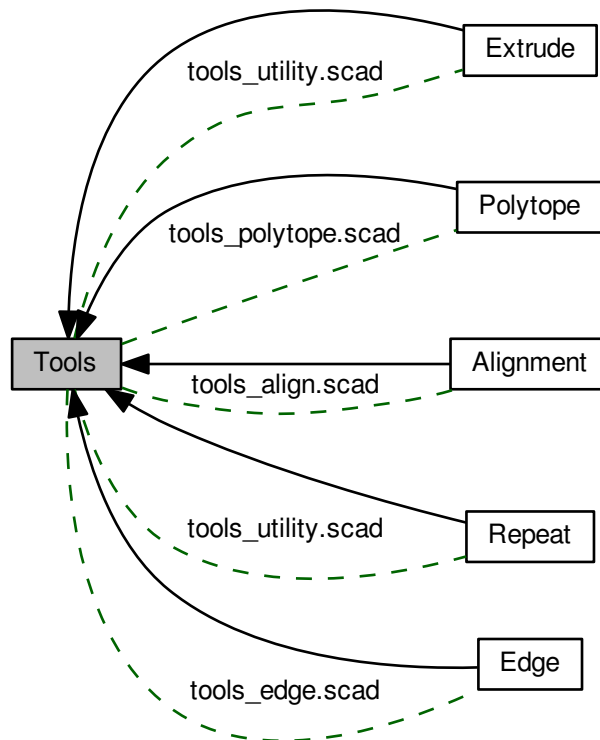 Extrude
tools_utility.scad
Polytope
tools_polytope.scad
Tools
Alignment
tools_align.scad
Repeat
tools_utility.scad
Edge
tools_edge.scad